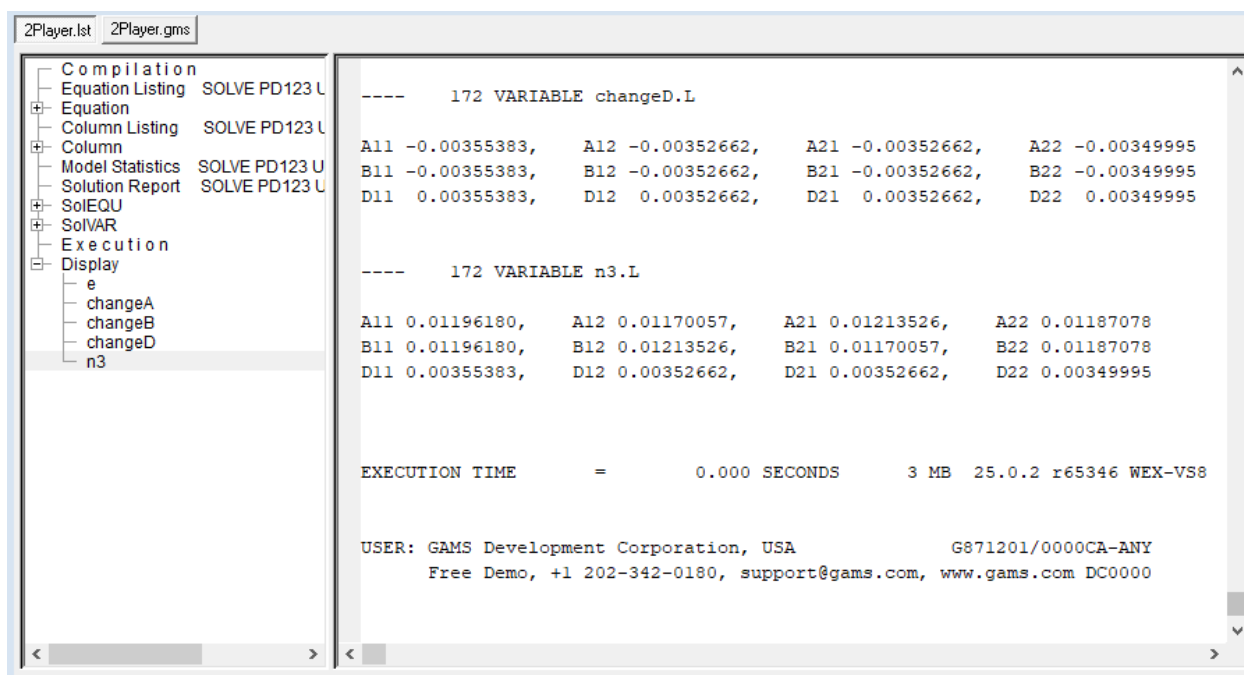 2Player.lst 2Player.gms
Compilation
Equation Listing SOLVE PD123 U
Equation
Column Listing SOLVE PD123 U
Column
Model Statistics SOLVE PD123 U
Solution Report SOLVE PD123 U
SolEQU
SolVAR
Execution
Display
e
changeA
changeB
changeD
n3
---- 172 VARIABLE changeD.L
A11 -0.00355383, A12 -0.00352662, A21 -0.00352662, A22 -0.00349995
B11 -0.00355383, B12 -0.00352662, B21 -0.00352662, B22 -0.00349995
D11 0.00355383, D12 0.00352662, D21 0.00352662, D22 0.00349995
---- 172 VARIABLE n3.L
A11 0.01196180, A12 0.01170057, A21 0.01213526, A22 0.01187078
B11 0.01196180, B12 0.01213526, B21 0.01170057, B22 0.01187078
D11 0.00355383, D12 0.00352662, D21 0.00352662, D22 0.00349995
EXECUTION TIME = 0.000 SECONDS 3 MB 25.0.2 r65346 WEX-VS8
USER: GAMS Development Corporation, USA G871201/0000CA-ANY
Free Demo, +1 202-342-0180, support@gams.com, www.gams.com DC0000